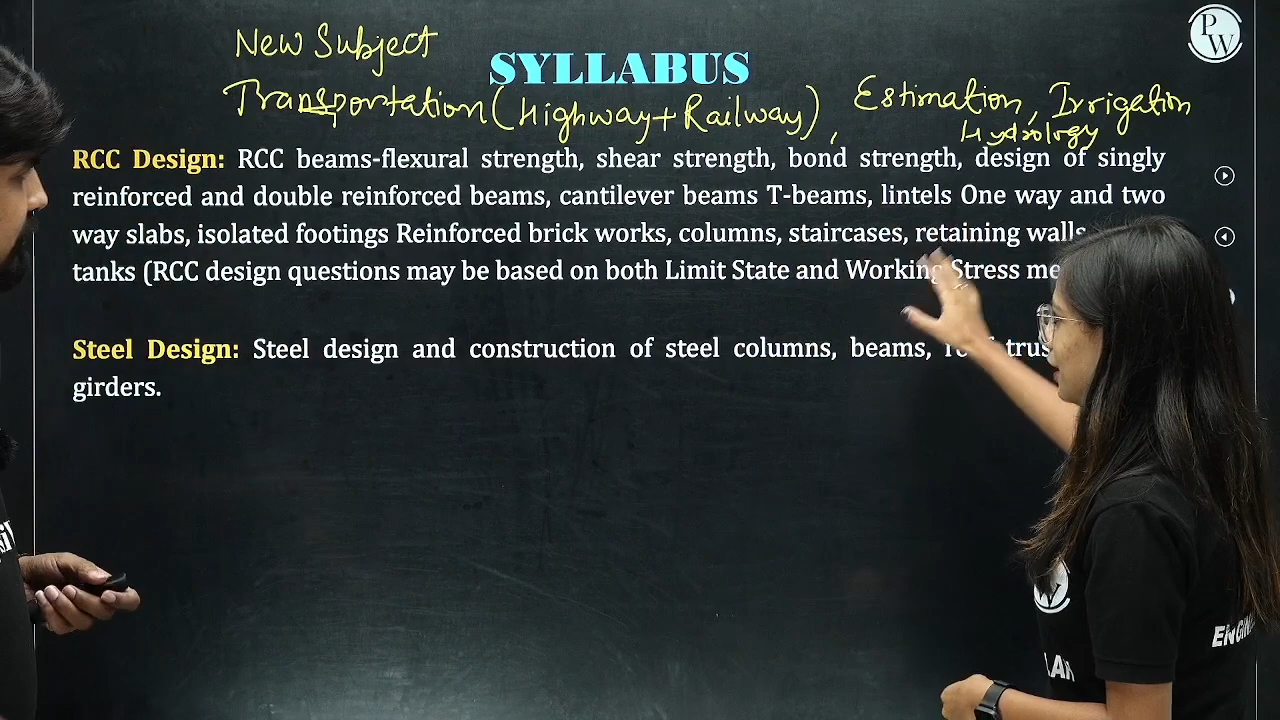 PW
New Subject
SYLLABUS
Transportation (Highway+Railway), Estimation, Irrigation
Hydrology
RCC Design: RCC beams-flexural strength, shear strength, bond strength, design of singly
reinforced and double reinforced beams, cantilever beams T-beams, lintels One way and two
way slabs, isolated footings Reinforced brick works, columns, staircases, retaining walls
tanks (RCC design questions may be based on both Limit State and Working Stress
Steel Design: Steel design and construction of steel columns, beams,
girders.